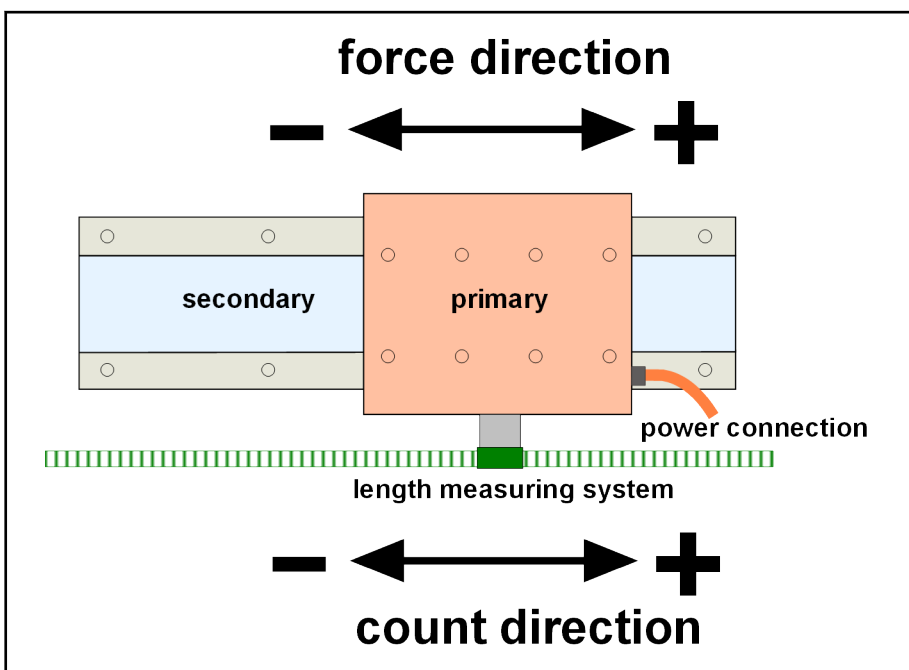 force direction
− +
secondary
primary
power connection
length measuring system
− +
count direction